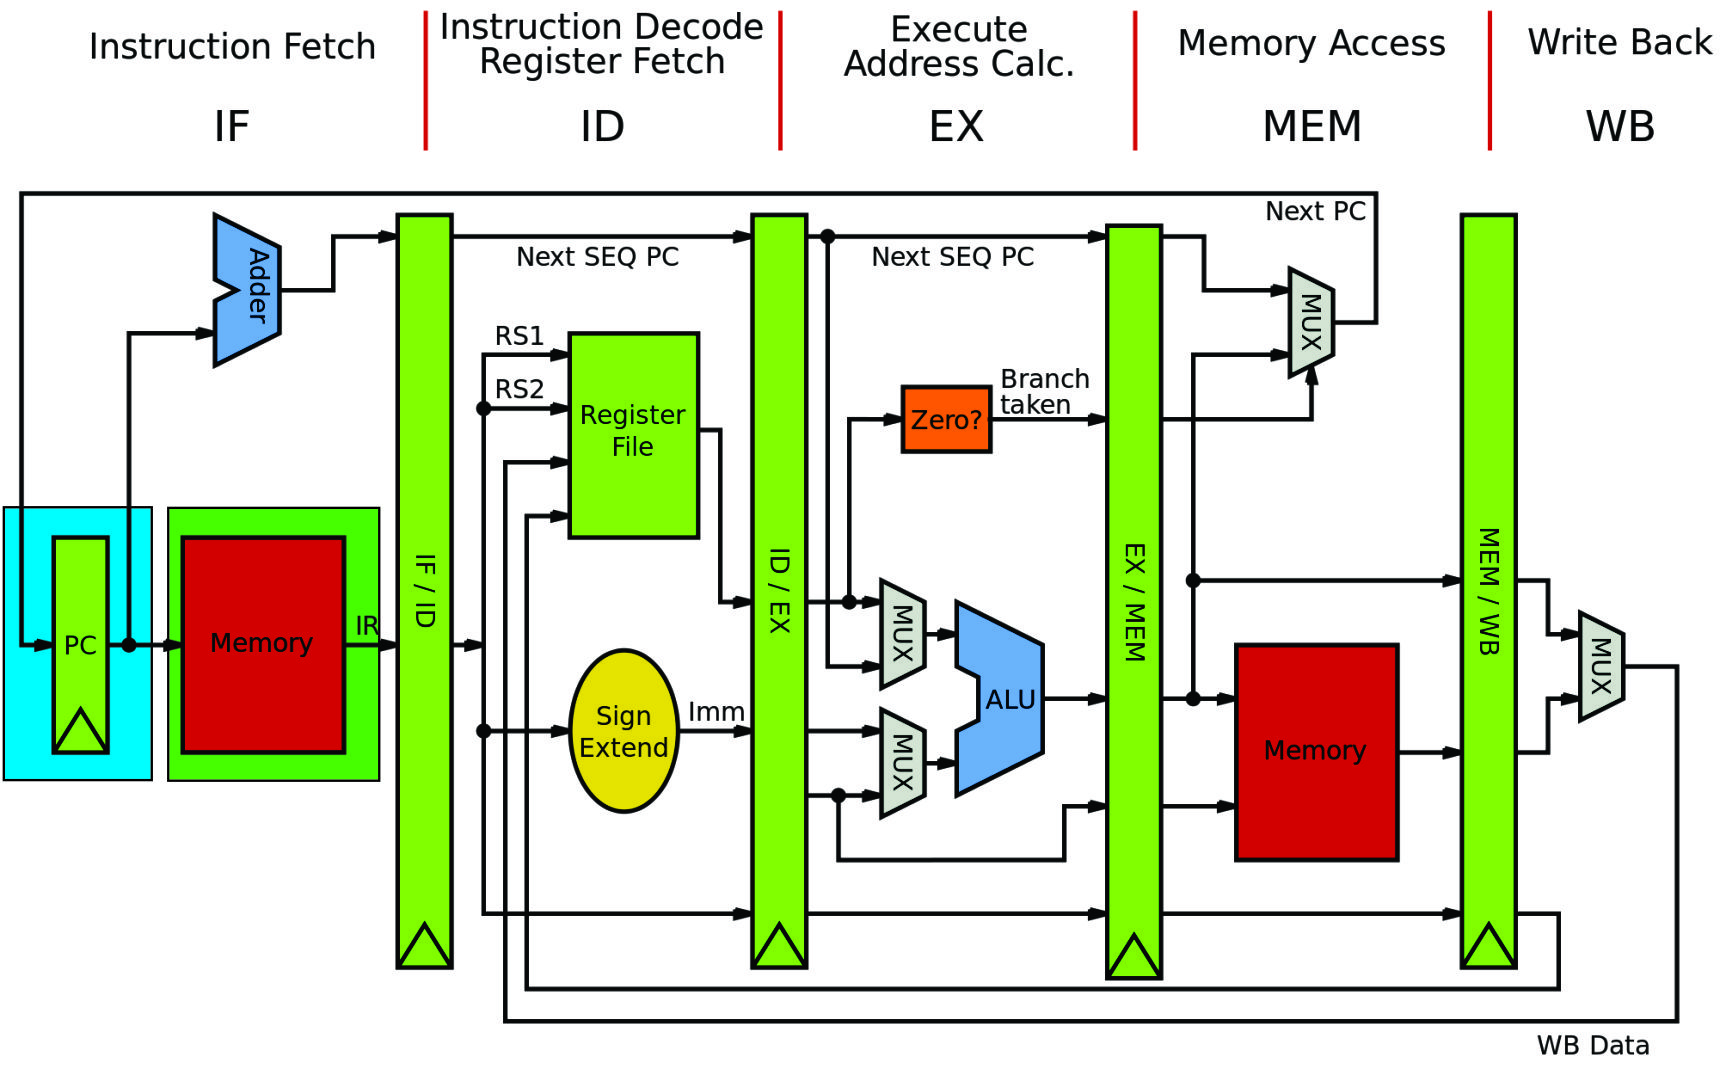 Instruction Fetch
IF
Instruction Decode
Register Fetch
ID
Execute
Address Calc.
EX
Memory Access
MEM
Write Back
WB
Next PC
Adder
Next SEQ PC
Next SEQ PC
MUX
RS1
RS2
Register
File
Zero?
Branch
taken
PC
Memory
IR
IF / ID
ID / EX
EX / MEM
MEM / WB
MUX
MUX
ALU
Sign
Extend
Imm
Memory
MUX
WB Data